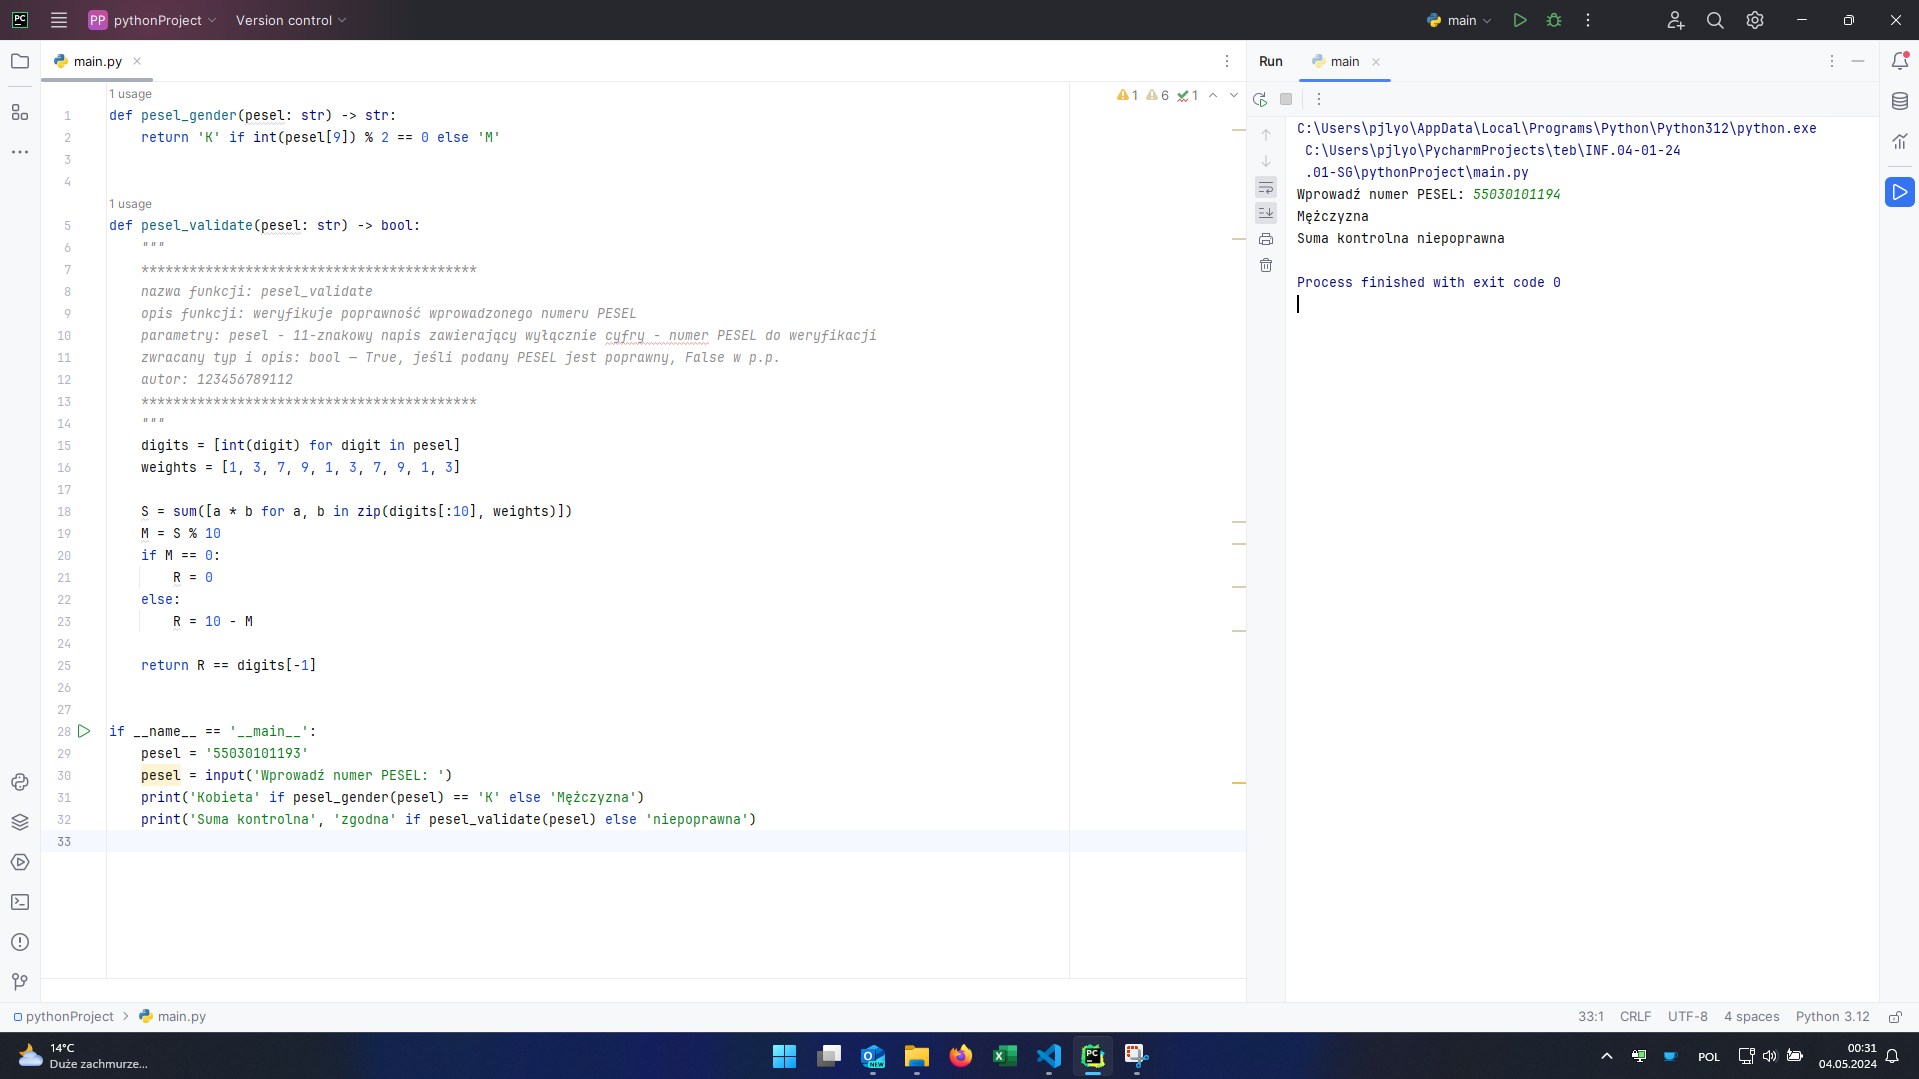 PC PP pythonProject Version control main
main.py
1 6 1
Run main
1 usage
1 def pesel_gender(pesel: str) -> str:
2 return 'K' if int(pesel[9]) % 2 == 0 else 'M'
3
4
1 usage
5 def pesel_validate(pesel: str) -> bool:
6 """
7 ******************************************
8 nazwa funkcji: pesel_validate
9 opis funkcji: weryfikuje poprawność wprowadzonego numeru PESEL
10 parametry: pesel - 11-znakowy napis zawierający wyłącznie cyfry - numer PESEL do weryfikacji
11 zwracany typ i opis: bool – True, jeśli podany PESEL jest poprawny, False w p.p.
12 autor: 123456789112
13 ******************************************
14 """
15 digits = [int(digit) for digit in pesel]
16 weights = [1, 3, 7, 9, 1, 3, 7, 9, 1, 3]
17
18 S = sum([a * b for a, b in zip(digits[:10], weights)])
19 M = S % 10
20 if M == 0:
21 R = 0
22 else:
23 R = 10 - M
24
25 return R == digits[-1]
26
27
28 if __name__ == '__main__':
29 pesel = '55030101193'
30 pesel = input('Wprowadź numer PESEL: ')
31 print('Kobieta' if pesel_gender(pesel) == 'K' else 'Mężczyzna')
32 print('Suma kontrolna', 'zgodna' if pesel_validate(pesel) else 'niepoprawna')
33
C:\Users\pjlyo\AppData\Local\Programs\Python\Python312\python.exe
C:\Users\pjlyo\PycharmProjects\teb\INF.04-01-24
.01-SG\pythonProject\main.py
Wprowadź numer PESEL: 55030101194
Mężczyzna
Suma kontrolna niepoprawna
Process finished with exit code 0
pythonProject > main.py
33:1 CRLF UTF-8 4 spaces Python 3.12
14°C
Duże zachmurze...
NEW
PC
POL
00:31
04.05.2024